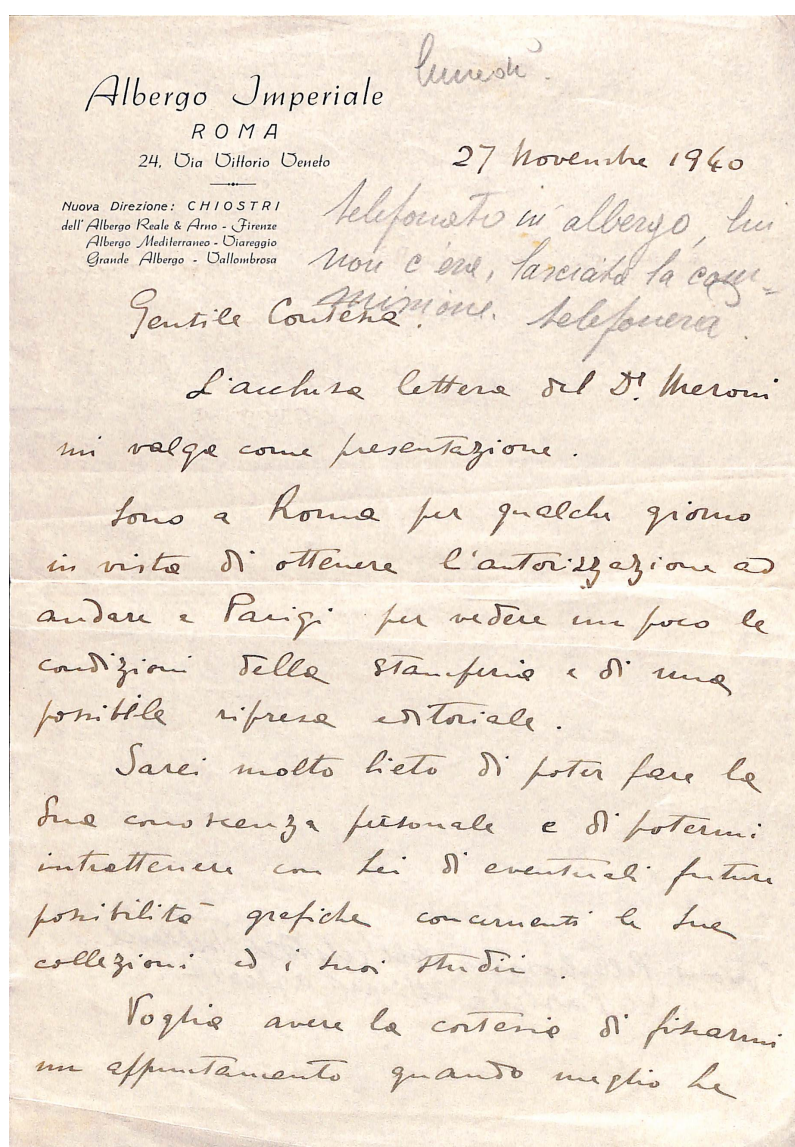 lunedì.
Albergo Imperiale
ROMA
24, Via Vittorio Veneto
27 Novembre 1940
Nuova Direzione: CHIOSTRI
dell'Albergo Reale & Arno - Firenze
Albergo Mediterraneo - Viareggio
Grande Albergo - Vallombrosa
telefonato in albergo, lui
non c'era, lasciata la com-
missione. telefonerà.
Gentile Contessa.
L'acclusa lettera del Dr. Meroni
mi valga come presentazione.
Sono a Roma per qualche giorno
in vista di ottenere l'autorizzazione ad
andare a Parigi per vedere un poco le
condizioni della stamperia e di una
possibile ripresa editoriale.
Sarei molto lieto di poter fare la
Sua conoscenza personale e di potermi
intrattenere con Lei di eventuali future
possibilità grafiche concernenti le Sue
collezioni ed i Suoi studii.
Voglia avere la cortesia di fissarmi
un appuntamento quando meglio Le